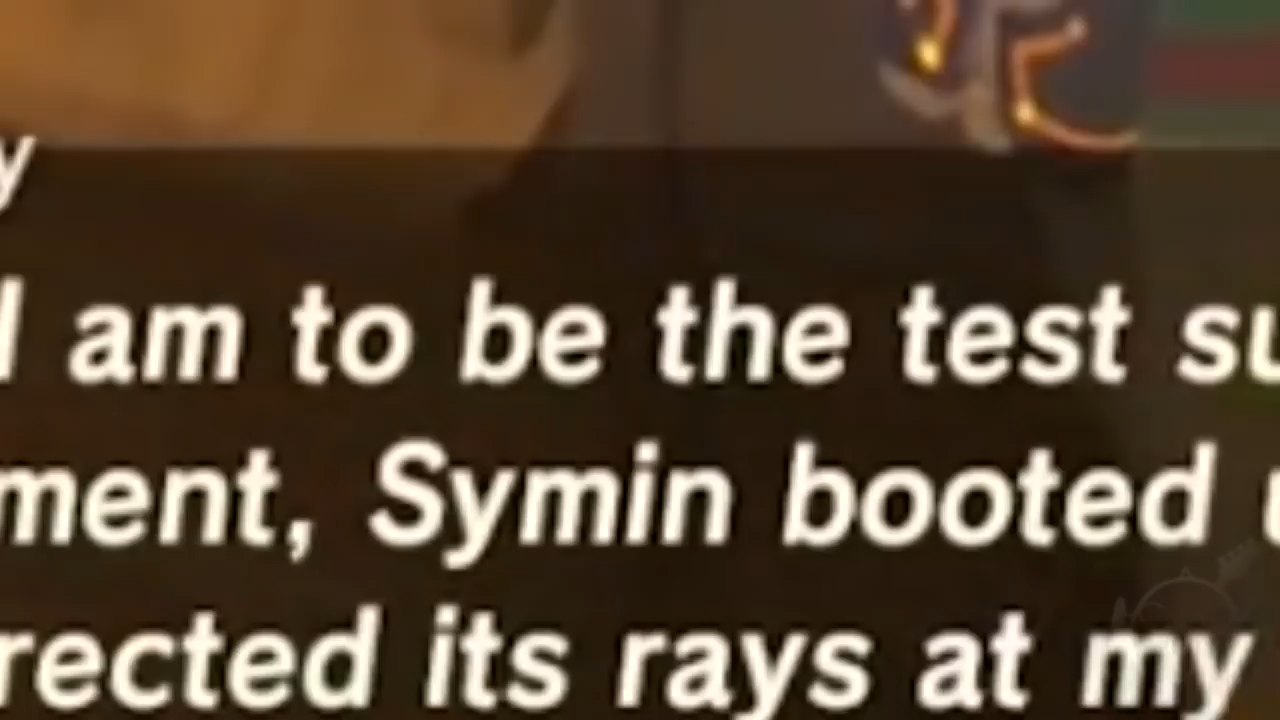 y
I am to be the test su
ment, Symin booted u
rected its rays at my